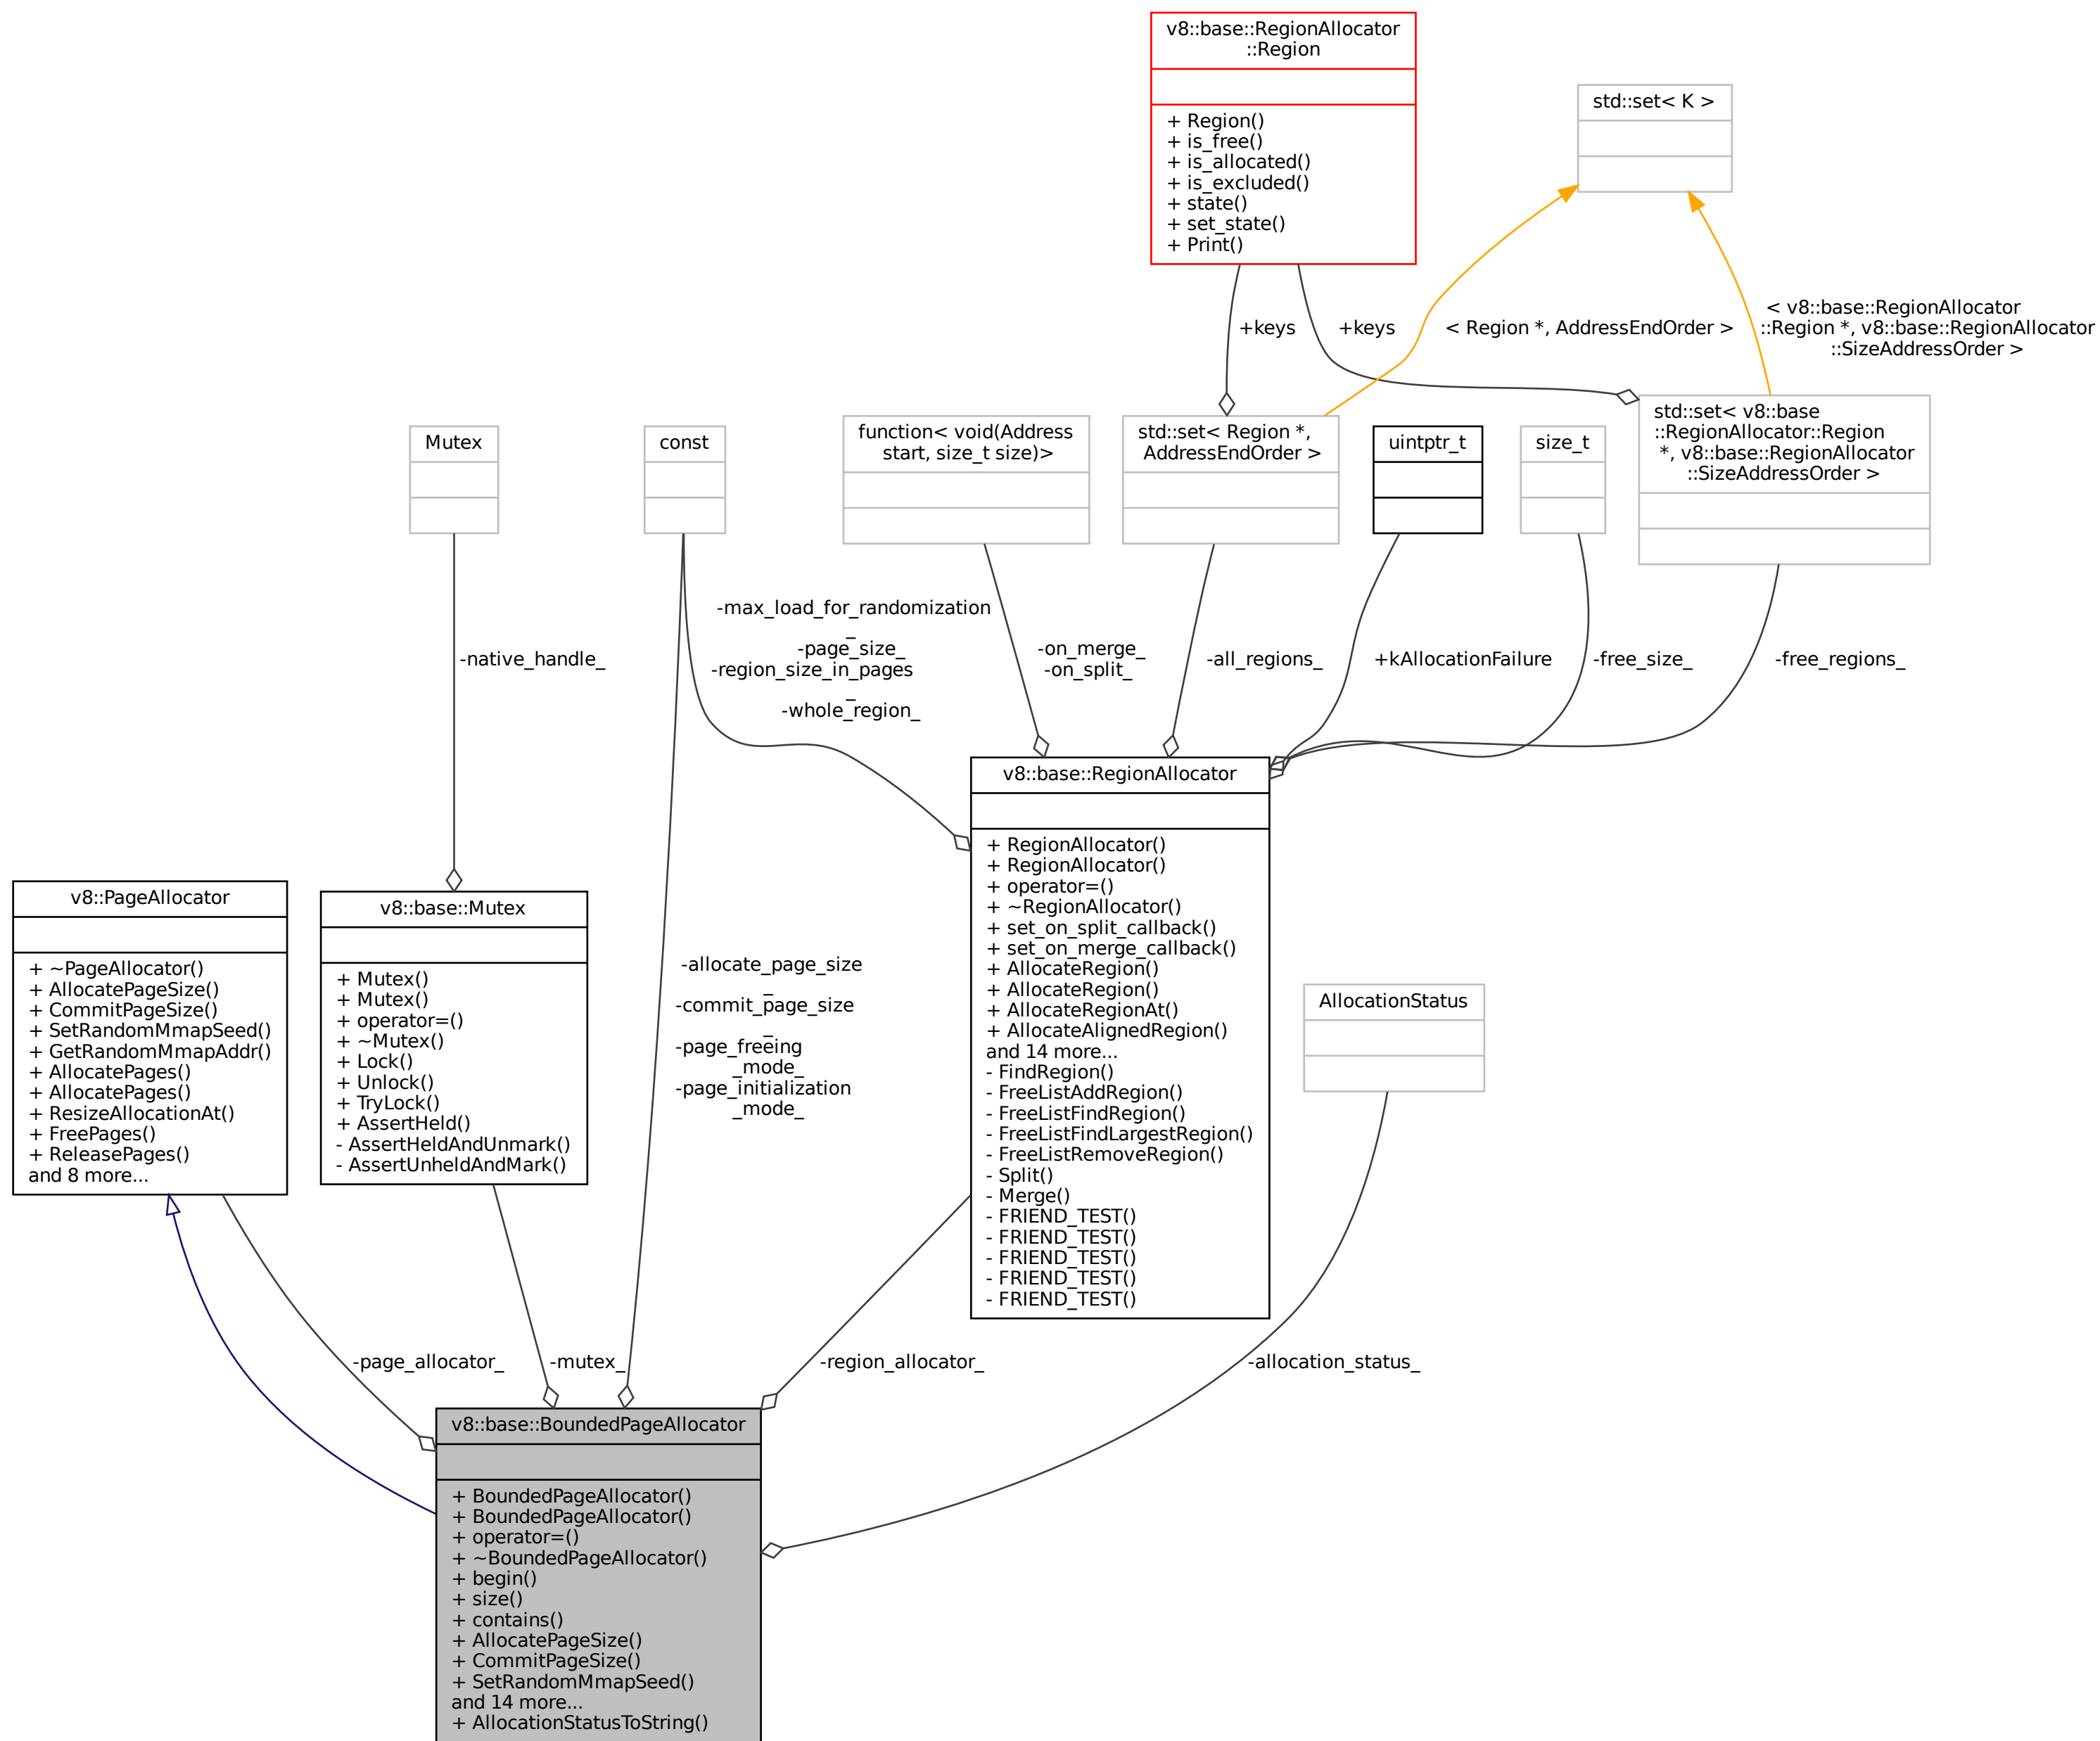 v8::base::RegionAllocator
::Region
+ Region()
+ is_free()
+ is_allocated()
+ is_excluded()
+ state()
+ set_state()
+ Print()
std::set< K >
+keys
+keys
< Region *, AddressEndOrder >
< v8::base::RegionAllocator
::Region *, v8::base::RegionAllocator
::SizeAddressOrder >
Mutex
const
function< void(Address
start, size_t size)>
std::set< Region *,
AddressEndOrder >
uintptr_t
size_t
std::set< v8::base
::RegionAllocator::Region
*, v8::base::RegionAllocator
::SizeAddressOrder >
-native_handle_
-max_load_for_randomization
_
-page_size_
-region_size_in_pages
_
-whole_region_
-on_merge_
-on_split_
-all_regions_
+kAllocationFailure
-free_size_
-free_regions_
v8::base::RegionAllocator
+ RegionAllocator()
+ RegionAllocator()
+ operator=()
+ ~RegionAllocator()
+ set_on_split_callback()
+ set_on_merge_callback()
+ AllocateRegion()
+ AllocateRegion()
+ AllocateRegionAt()
+ AllocateAlignedRegion()
and 14 more...
- FindRegion()
- FreeListAddRegion()
- FreeListFindRegion()
- FreeListFindLargestRegion()
- FreeListRemoveRegion()
- Split()
- Merge()
- FRIEND_TEST()
- FRIEND_TEST()
- FRIEND_TEST()
- FRIEND_TEST()
- FRIEND_TEST()
v8::PageAllocator
+ ~PageAllocator()
+ AllocatePageSize()
+ CommitPageSize()
+ SetRandomMmapSeed()
+ GetRandomMmapAddr()
+ AllocatePages()
+ AllocatePages()
+ ResizeAllocationAt()
+ FreePages()
+ ReleasePages()
and 8 more...
v8::base::Mutex
+ Mutex()
+ Mutex()
+ operator=()
+ ~Mutex()
+ Lock()
+ Unlock()
+ TryLock()
+ AssertHeld()
- AssertHeldAndUnmark()
- AssertUnheldAndMark()
-allocate_page_size
_
-commit_page_size
_
-page_freeing
_mode_
-page_initialization
_mode_
AllocationStatus
-page_allocator_
-mutex_
-region_allocator_
-allocation_status_
v8::base::BoundedPageAllocator
+ BoundedPageAllocator()
+ BoundedPageAllocator()
+ operator=()
+ ~BoundedPageAllocator()
+ begin()
+ size()
+ contains()
+ AllocatePageSize()
+ CommitPageSize()
+ SetRandomMmapSeed()
and 14 more...
+ AllocationStatusToString()